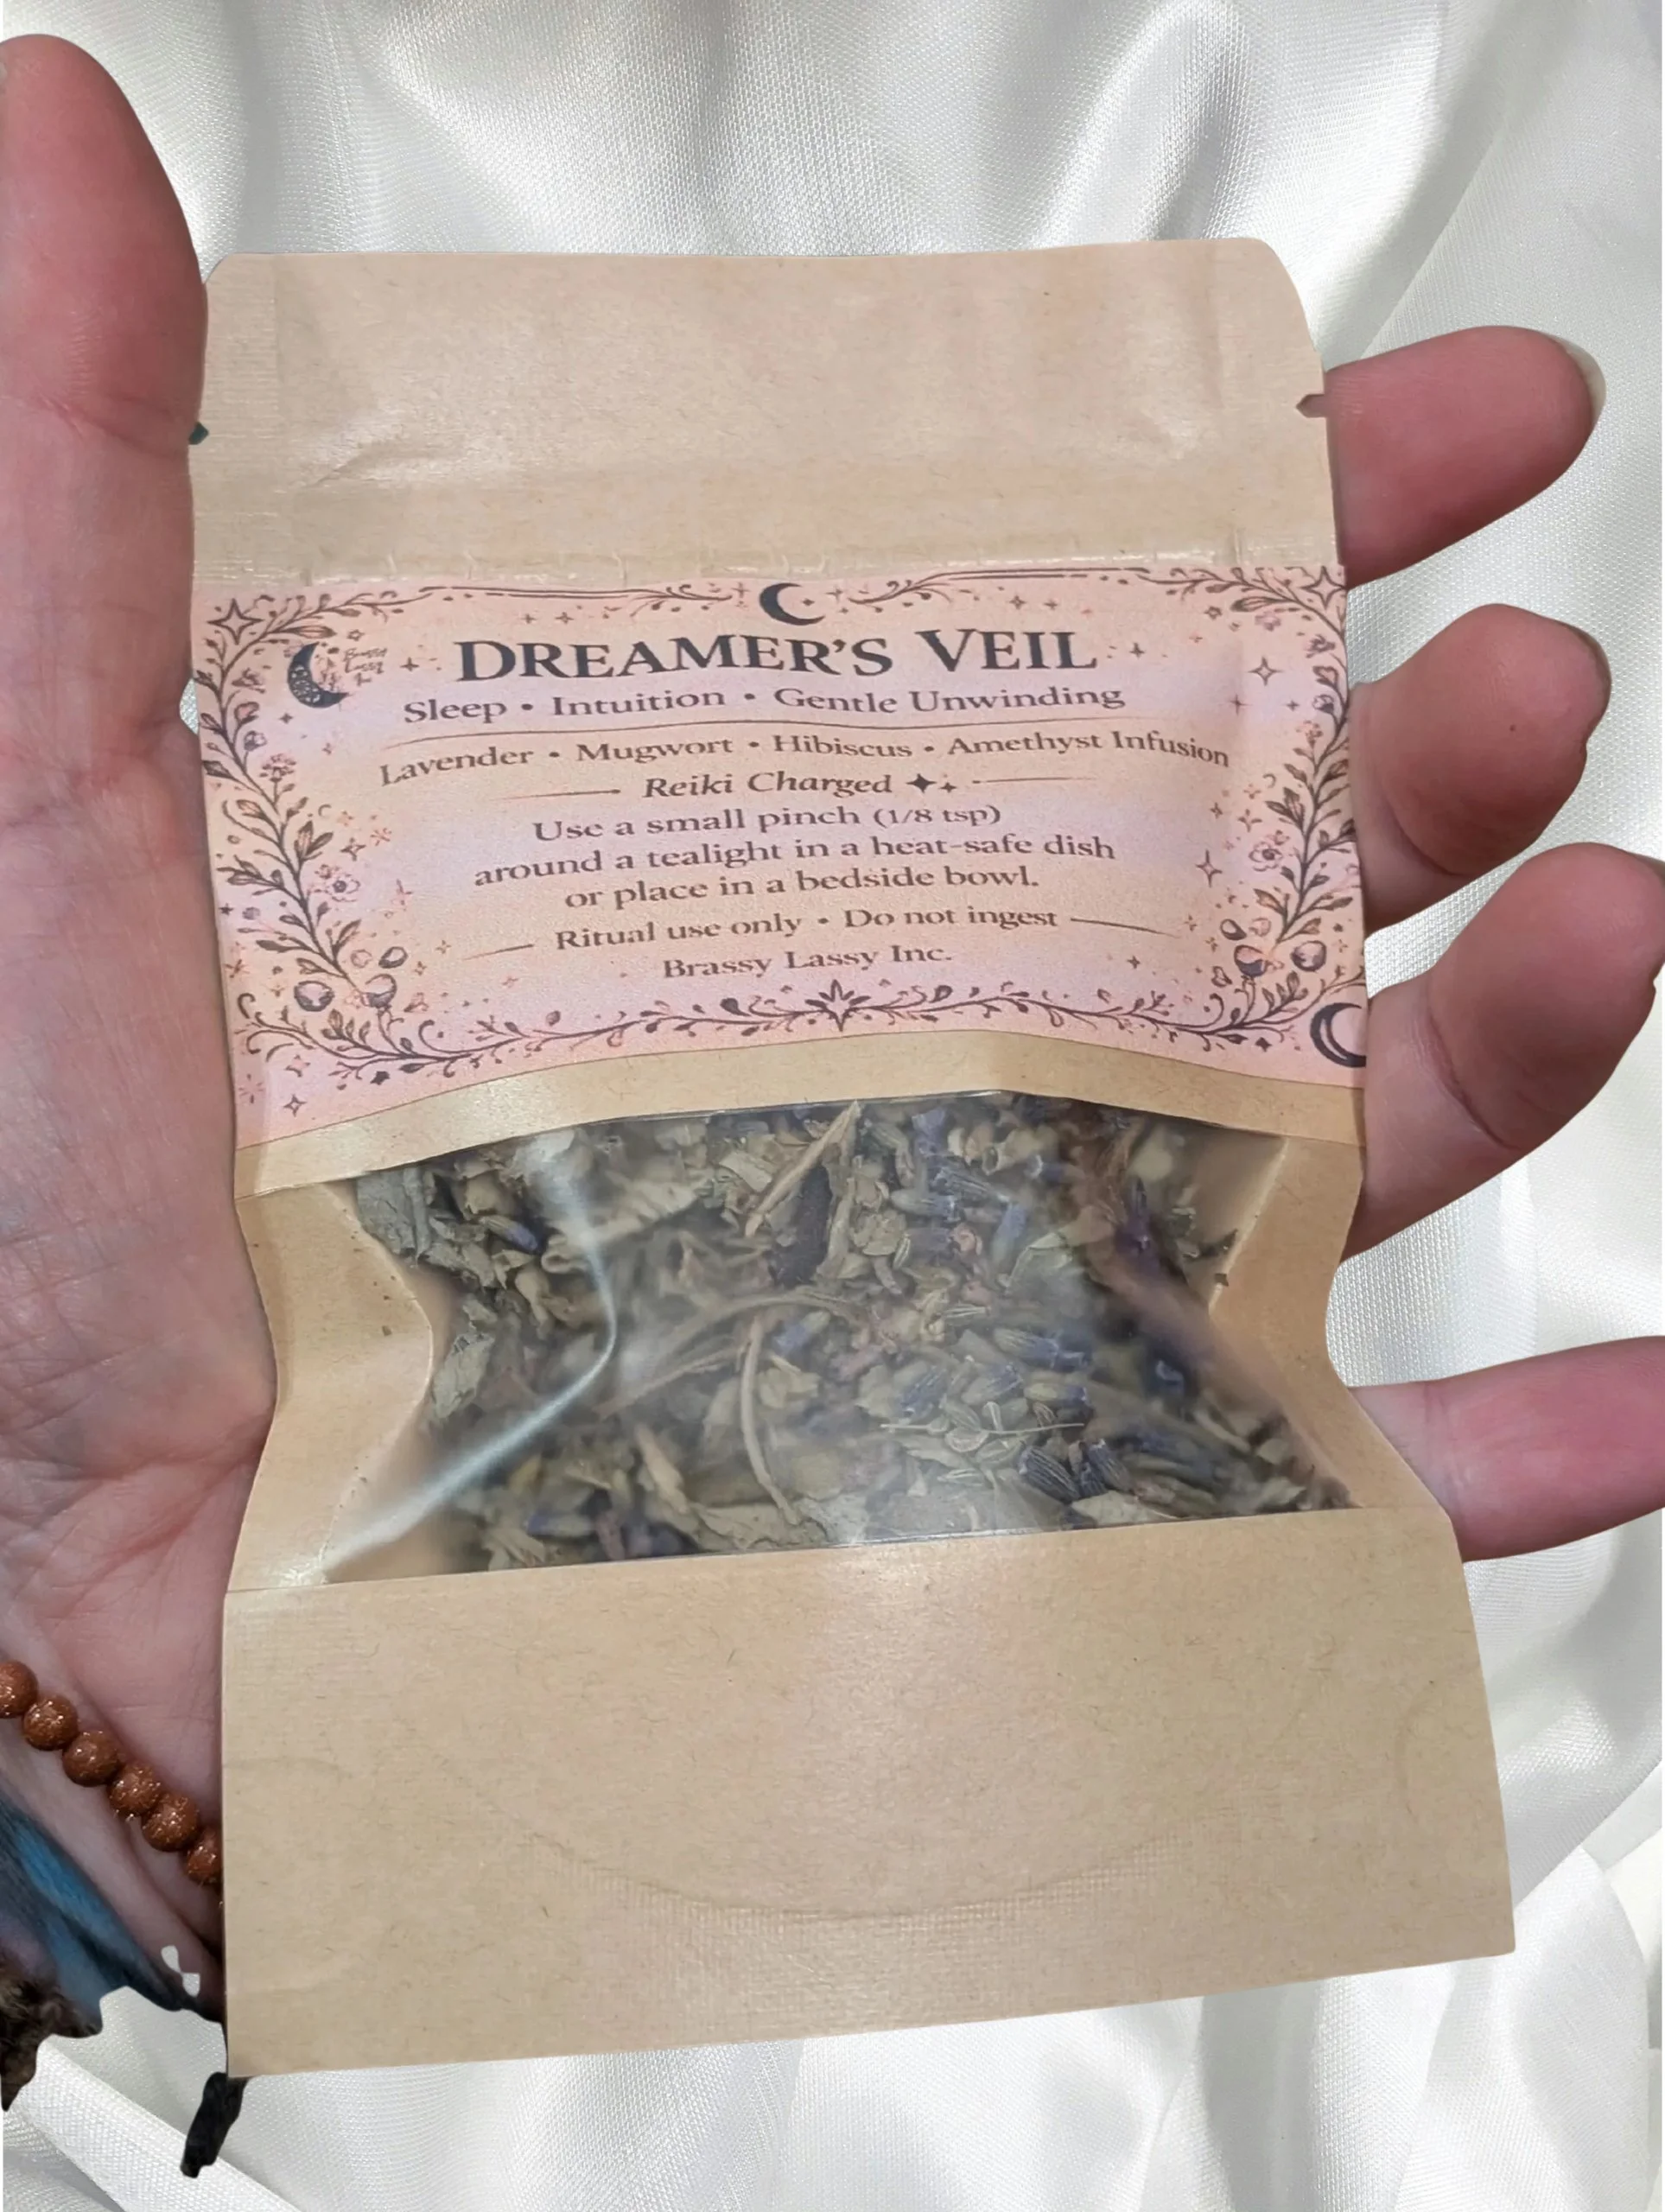 DREAMER'S VEIL
Sleep • Intuition • Gentle Unwinding
Lavender • Mugwort • Hibiscus • Amethyst Infusion
Reiki Charged
Use a small pinch (1/8 tsp)
around a tealight in a heat-safe dish
or place in a bedside bowl.
Ritual use only • Do not ingest
Brassy Lassy Inc.